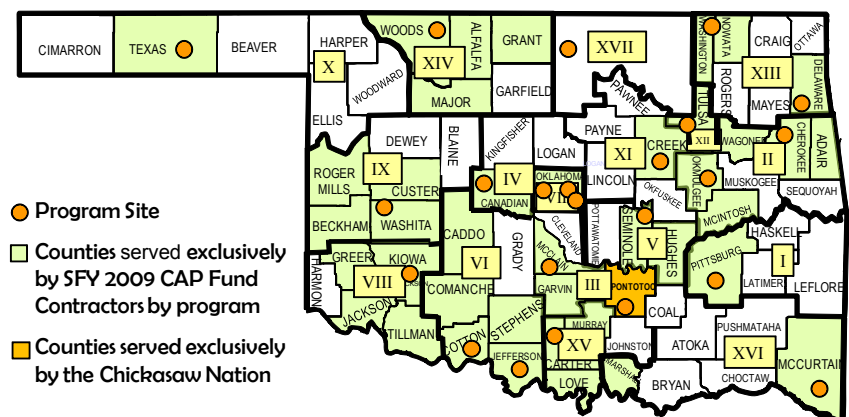 CIMARRON
TEXAS
BEAVER
HARPER
X
WOODWARD
ELLIS
WOODS
ALFALFA
GRANT
XIV
MAJOR
GARFIELD
XVII
PAWNEE
WASHINGTON
NOWATA
CRAIG
OTTAWA
XIII
ROGERS
MAYES
DELAWARE
TULSA
XII
DEWEY
BLAINE
KINGFISHER
LOGAN
PAYNE
XI
CREEK
LINCOLN
WAGONER
II
CHEROKEE
ADAIR
MUSKOGEE
SEQUOYAH
OKMULGEE
OKFUSKEE
MCINTOSH
ROGER
MILLS
IX
CUSTER
BECKHAM
WASHITA
IV
CANADIAN
OKLAHOMA
CADDO
GRADY
CLEVELAND
MCCLAIN
POTTAWATOMIE
SEMINOLE
V
HUGHES
PITTSBURG
HASKELL
I
LATIMER
LEFLORE
HARMON
GREER
KIOWA
VIII
JACKSON
TILLMAN
COMANCHE
VI
COTTON
STEPHENS
JEFFERSON
GARVIN
III
PONTOTOC
COAL
MURRAY
XV
CARTER
LOVE
JOHNSTON
MARSHAL
ATOKA
BRYAN
PUSHMATAHA
XVI
CHOCTAW
MCCURTAIN
Program Site
Counties served exclusively
by SFY 2009 CAP Fund
Contractors by program
Counties served exclusively
by the Chickasaw Nation